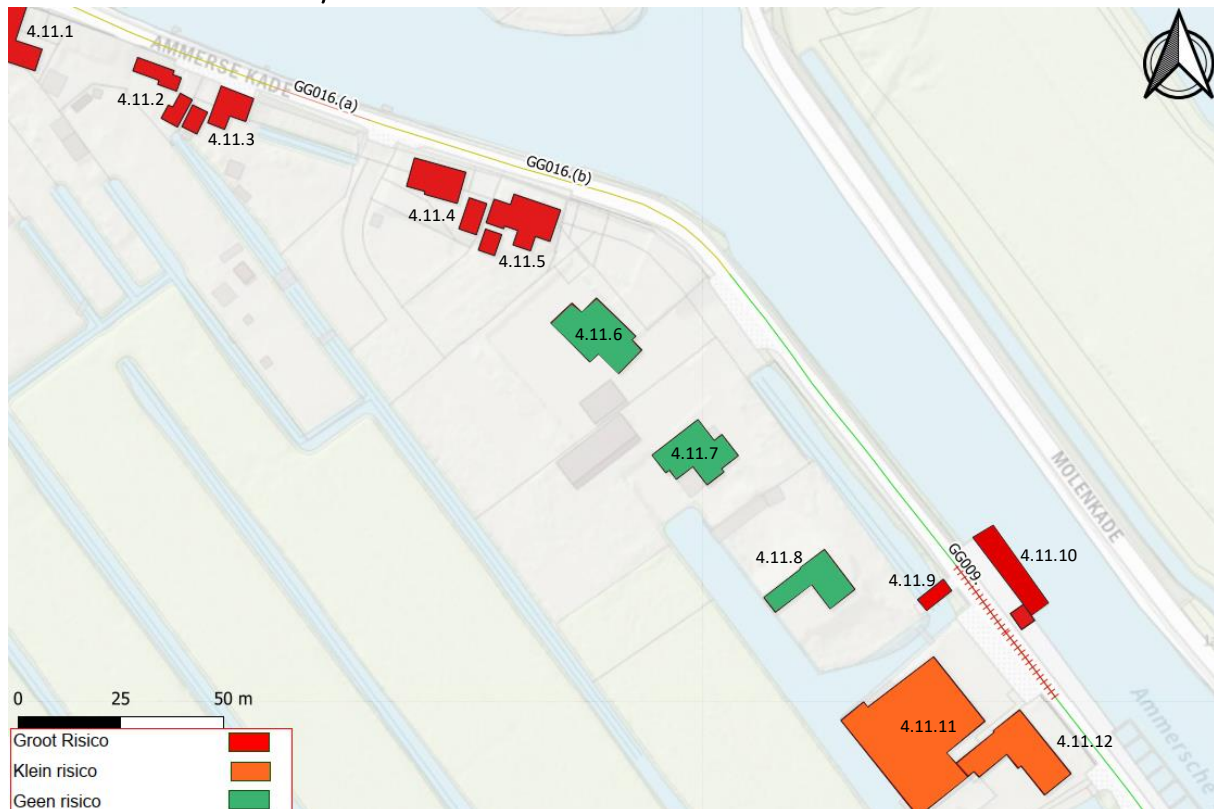 4.11.1
AMMERSE KADE
GG016.(a)
4.11.2
4.11.3
GG016.(b)
4.11.4
4.11.5
4.11.6
4.11.7
MOLENKADE
4.11.8
GG009.
4.11.9
4.11.10
4.11.11
4.11.12
Ammersche
0 25 50 m
Groot Risico
Klein risico
Geen risico